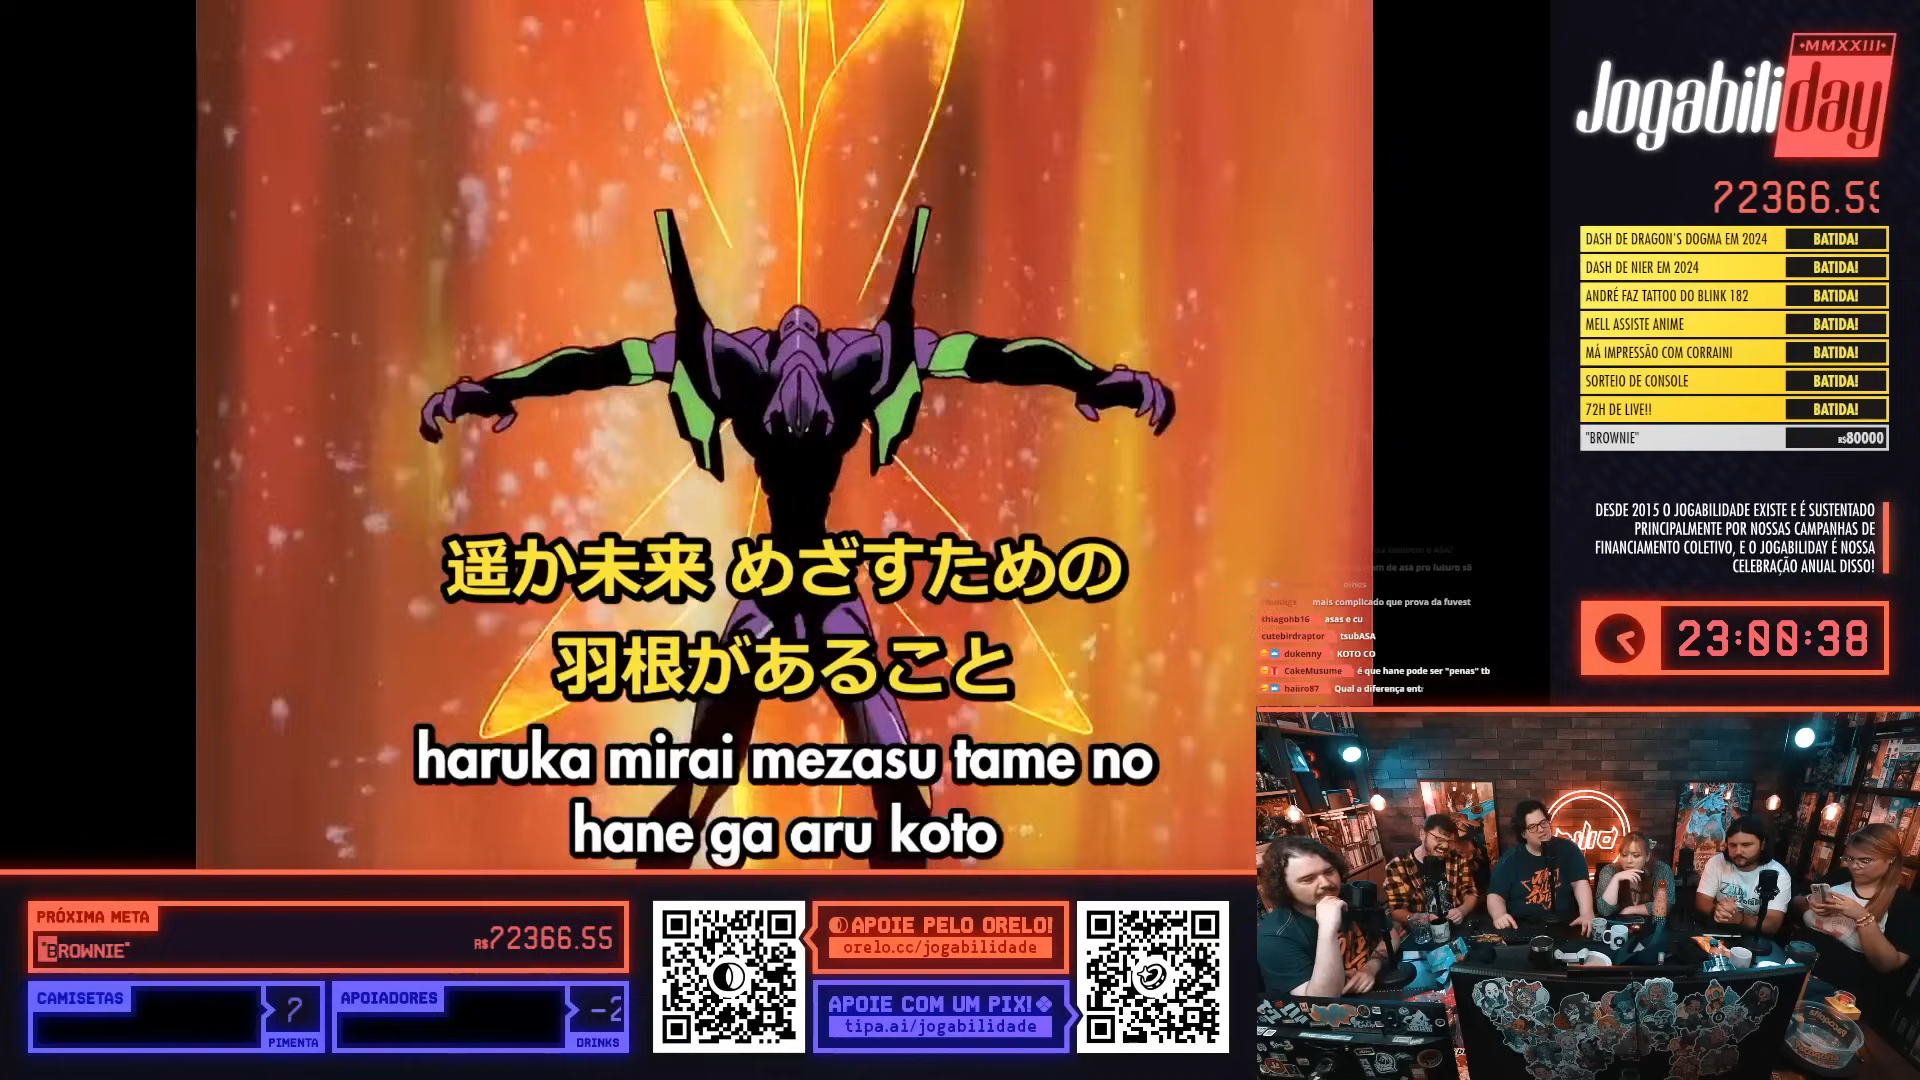 遥か未来 めざすための
羽根があること
haruka mirai mezasu tame no
hane ga aru koto
•MMXXIII•
Jogabiliday
72366.55
DASH DE DRAGON'S DOGMA EM 2024 BATIDA!
DASH DE NIER EM 2024 BATIDA!
ANDRÉ FAZ TATTOO DO BLINK 182 BATIDA!
MELL ASSISTE ANIME BATIDA!
MÁ IMPRESSÃO COM CORRAINI BATIDA!
SORTEIO DE CONSOLE BATIDA!
72H DE LIVE!! BATIDA!
"BROWNIE" R$80000
DESDE 2015 O JOGABILIDADE EXISTE E É SUSTENTADO
PRINCIPALMENTE POR NOSSAS CAMPANHAS DE
FINANCIAMENTO COLETIVO, E O JOGABILIDAY É NOSSA
CELEBRAÇÃO ANUAL DISSO!
23:00:38
mais complicado que prova da fuvest
thiagohb16 asas e cu
cutebirdraptor tsubASA
dukenny KOTO CO
CakeMusume é que hane pode ser "penas" tb
haiiro87 Qual a diferença ent
PRÓXIMA META
"BROWNIE" R$72366.55
CAMISETAS 7 PIMENTA
APOIADORES -2 DRINKS
APOIE PELO ORELO!
orelo.cc/jogabilidade
APOIE COM UM PIX!
tipa.ai/jogabilidade